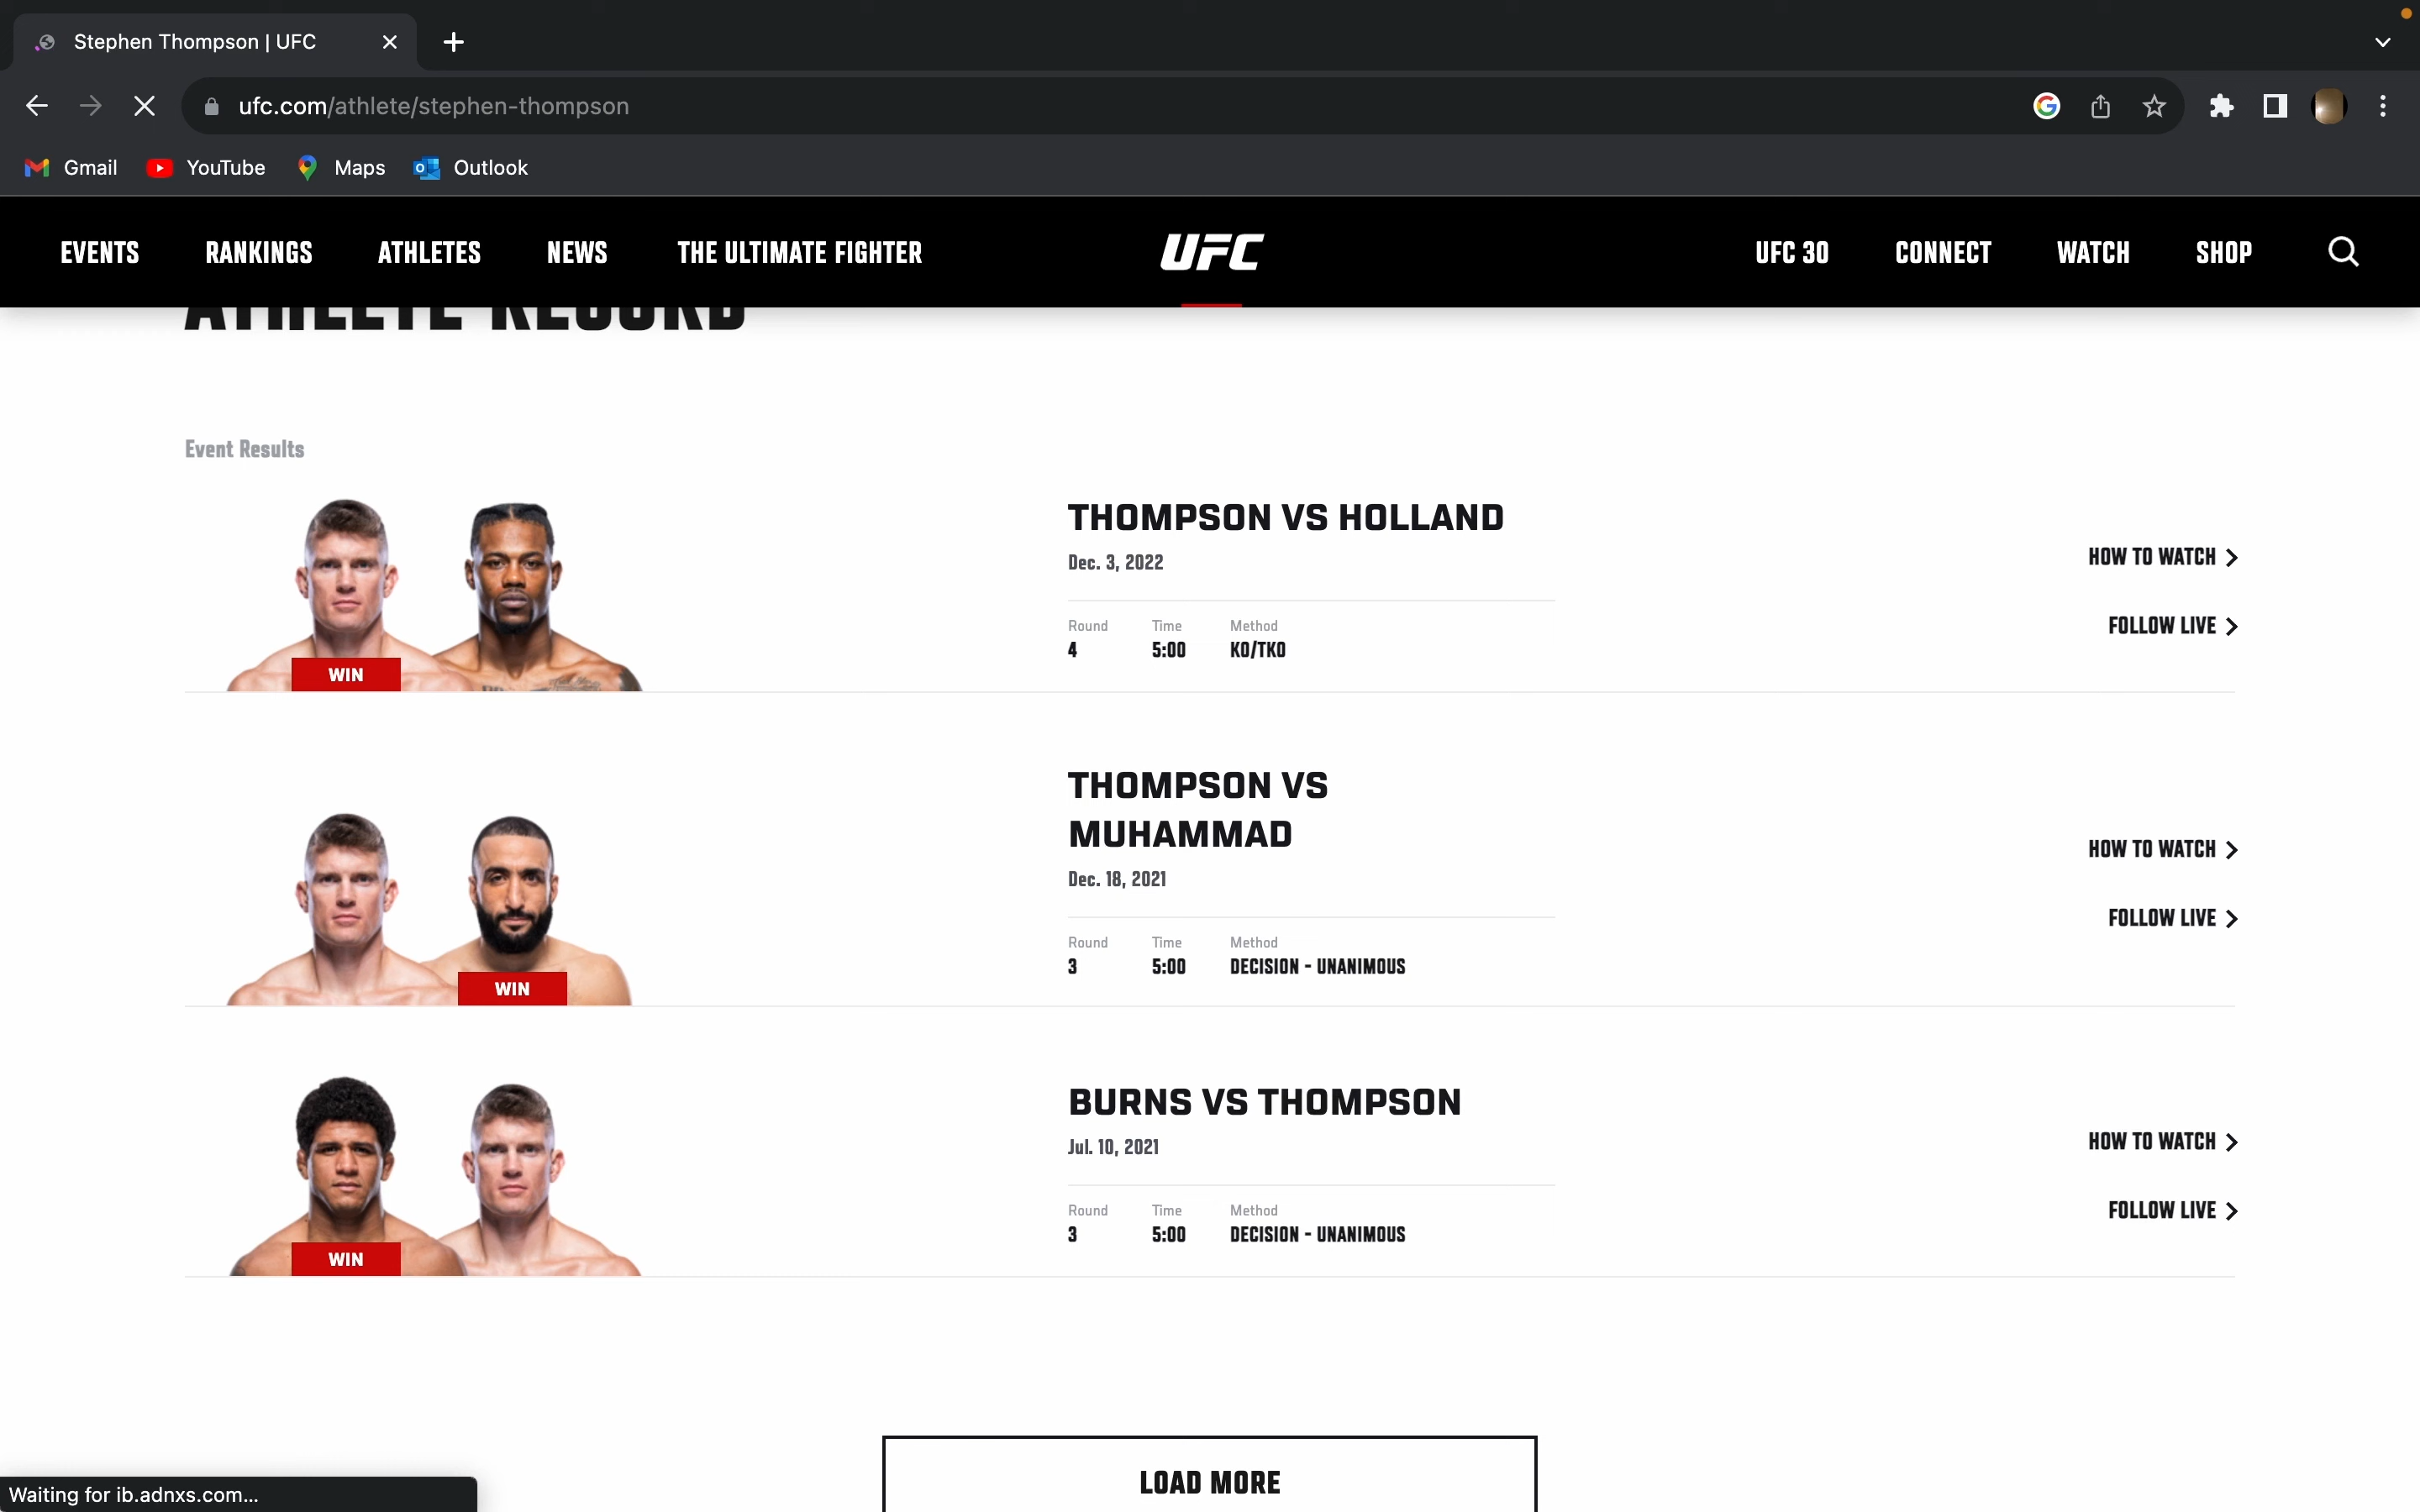 Stephen Thompson | UFC
ufc.com/athlete/stephen-thompson
Gmail YouTube Maps Outlook
EVENTS RANKINGS ATHLETES NEWS THE ULTIMATE FIGHTER UFC UFC 30 CONNECT WATCH SHOP
ATHLETE RECORD
Event Results
THOMPSON VS HOLLAND
Dec. 3, 2022
HOW TO WATCH
FOLLOW LIVE
Round Time Method
4 5:00 KO/TKO
WIN
THOMPSON VS
MUHAMMAD
Dec. 18, 2021
HOW TO WATCH
FOLLOW LIVE
Round Time Method
3 5:00 DECISION - UNANIMOUS
WIN
BURNS VS THOMPSON
Jul. 10, 2021
HOW TO WATCH
FOLLOW LIVE
Round Time Method
3 5:00 DECISION - UNANIMOUS
WIN
LOAD MORE
Waiting for ib.adnxs.com...